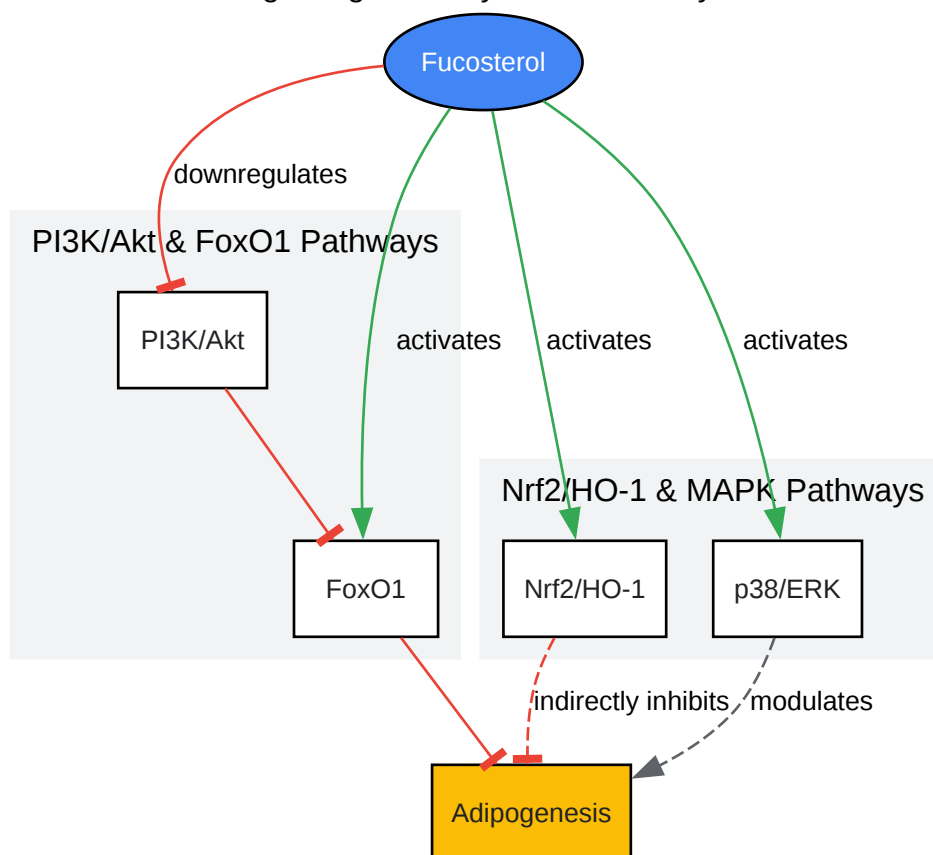 Fucosterol
downregulates
PI3K/Akt & FoxO1 Pathways
PI3K/Akt
activates
activates
activates
Nrf2/HO-1 & MAPK Pathways
FoxO1
Nrf2/HO-1
p38/ERK
indirectly inhibits
modulates
Adipogenesis